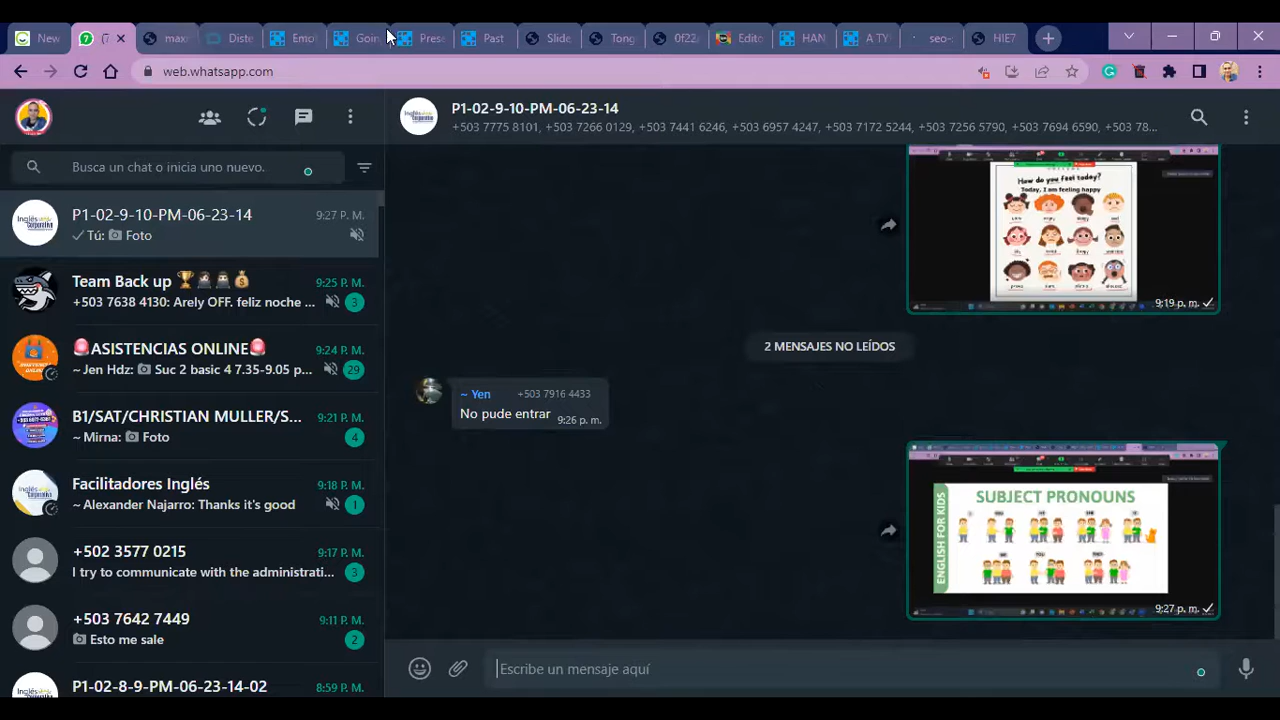 New
(7
max
Diste
Emot
Goin
Prese
Past
Slide
Tong
0f22
Edito
HAN
A TY
seo-
HIE7
web.whatsapp.com
P1-02-9-10-PM-06-23-14
+503 7775 8101, +503 7266 0129, +503 7441 6246, +503 6957 4247, +503 7172 5244, +503 7256 5790, +503 7694 6590, +503 78...
Busca un chat o inicia uno nuevo.
P1-02-9-10-PM-06-23-14
9:27 P. M.
Tú: Foto
Team Back up
9:25 P. M.
+503 7638 4130: Arely OFF. feliz noche ...
3
ASISTENCIAS ONLINE
9:24 P. M.
~ Jen Hdz: Suc 2 basic 4 7.35-9.05 p...
29
B1/SAT/CHRISTIAN MULLER/S...
9:21 P. M.
~ Mirna: Foto
4
Facilitadores Inglés
9:18 P. M.
~ Alexander Najarro: Thanks it's good
1
+502 3577 0215
9:17 P. M.
I try to communicate with the administrati...
3
+503 7642 7449
9:11 P. M.
Esto me sale
2
P1-02-8-9-PM-06-23-14-02
8:59 P. M.
How do you feel today?
Today, I am feeling happy
9:19 p. m.
2 MENSAJES NO LEÍDOS
~ Yen
+503 7916 4433
No pude entrar
9:26 p. m.
ENGLISH FOR KIDS
SUBJECT PRONOUNS
9:27 p. m.
Escribe un mensaje aquí